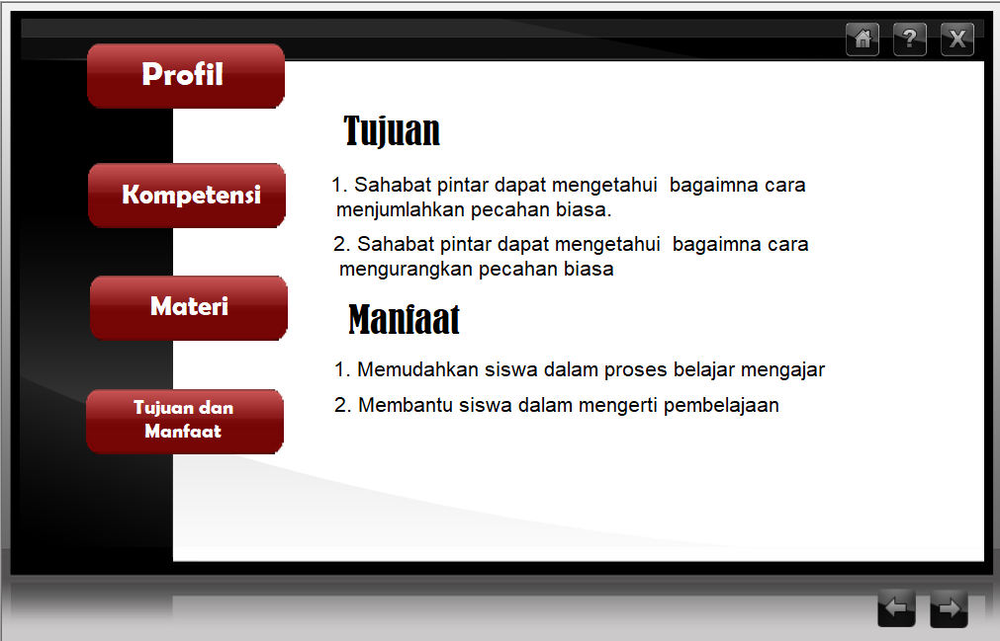 ? X
Profil
Kompetensi
Materi
Tujuan dan
Manfaat
Tujuan
1. Sahabat pintar dapat mengetahui  bagaimna cara
menjumlahkan pecahan biasa.
2. Sahabat pintar dapat mengetahui  bagaimna cara
mengurangkan pecahan biasa
Manfaat
1. Memudahkan siswa dalam proses belajar mengajar
2. Membantu siswa dalam mengerti pembelajaan